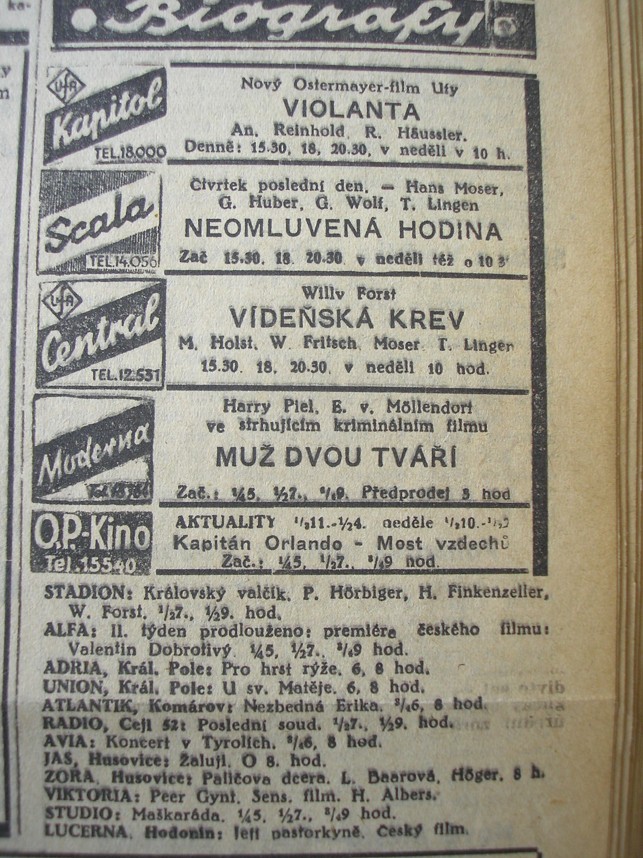 Biografy
UfA
Kapitol
TEL.18.000
Nový Ostermayer-film Ufy
VIOLANTA
An. Reinhold, R. Häussler.
Denně: 15.30, 18, 20.30, v neděli v 10 h.
Scala
TEL.14.056
Čtvrtek poslední den. — Hans Moser,
G. Huber, G. Wolf, T. Lingen
NEOMLUVENÁ HODINA
Zač 15.30, 18, 20.30, v neděli též o 10
UfA
Central
TEL.12.531
Willy Forst
VÍDEŇSKÁ KREV
M. Holst, W. Fritsch, Moser, T. Lingen
15.30, 18, 20.30, v neděli 10 hod.
Moderna
Harry Piel, E. v. Möllendorf
ve strhujícím kriminálním filmu
MUŽ DVOU TVÁŘÍ
Zač.: ¼5, ½7., ¾9. Předprodej 3 hod
O.P.-Kino
Tel.15540
AKTUALITY ½11.-½4. neděle ½10.-
Kapitán Orlando - Most vzdechů
Zač.: ¼5, ½7., ¾9 hod.
STADION: Královský valčík. P. Hörbiger, H. Finkenzeller,
W. Forst. ½7., ½9. hod.
ALFA: II. týden prodlouženo: premiéra českého filmu:
Valentin Dobrotivý. ¼5, ½7. ¾9 hod.
ADRIA, Král. Pole: Pro hrst rýže. 6, 8 hod.
UNION, Král. Pole: U sv. Matěje. 6, 8 hod.
ATLANTIK, Komárov: Nezbedná Erika. ¾6, 8 hod.
RADIO, Cejl 52: Poslední soud. ½7., ½9. hod.
AVIA: Koncert v Tyrolích. ¾6, 8 hod.
JAS, Husovice: Žaluji. O 8. hod.
ZORA, Husovice: Paličova dcera. L. Baarová, Höger. 8 h.
VIKTORIA: Peer Gynt. Sens. film. H. Albers.
STUDIO: Maškaráda. ¼5, ½7., ¾9 hod.
LUCERNA, Hodonín: Její pastorkyně. Český film.